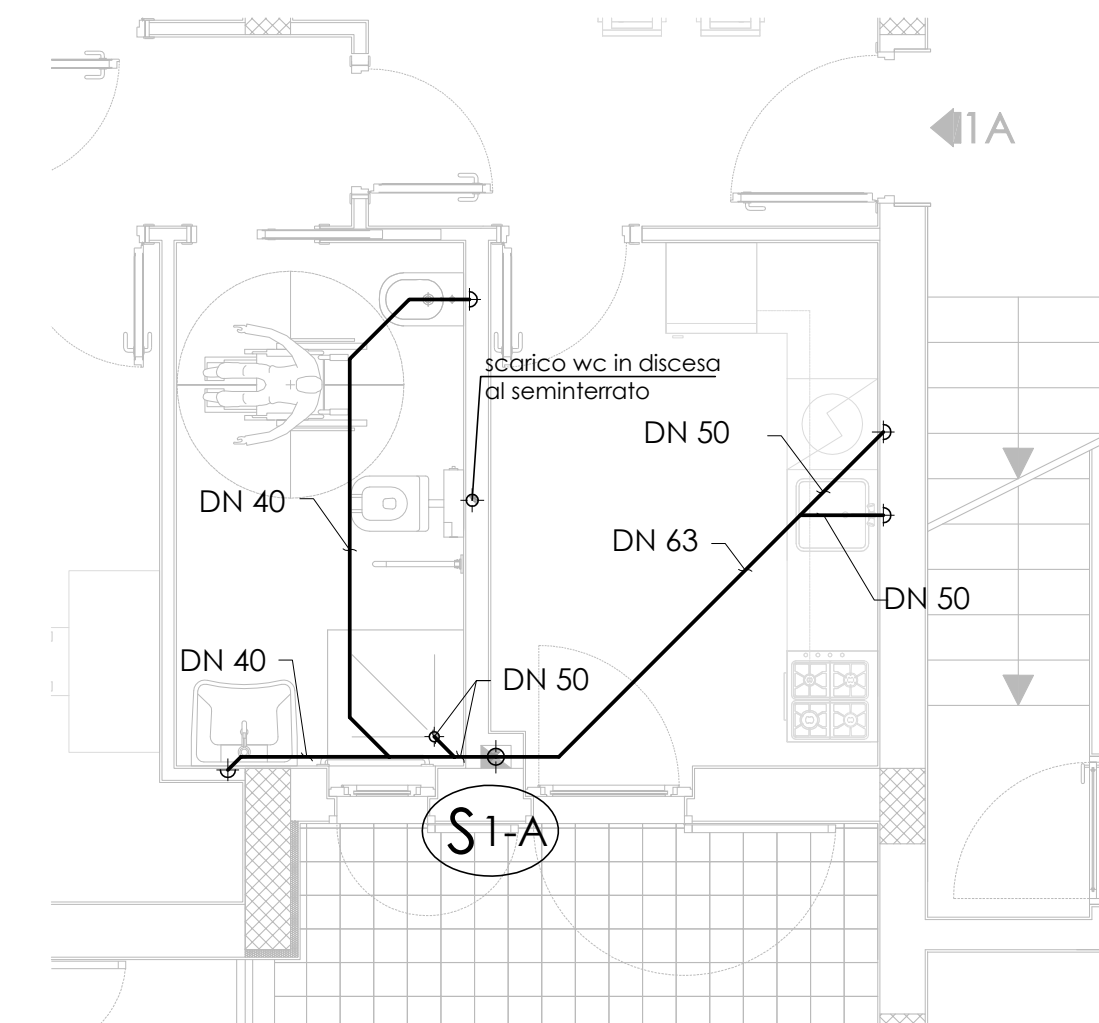 1A
scarico wc in discesa
al seminterrato
DN 50
DN 40
DN 63
DN 50
DN 40
DN 50
S1-A